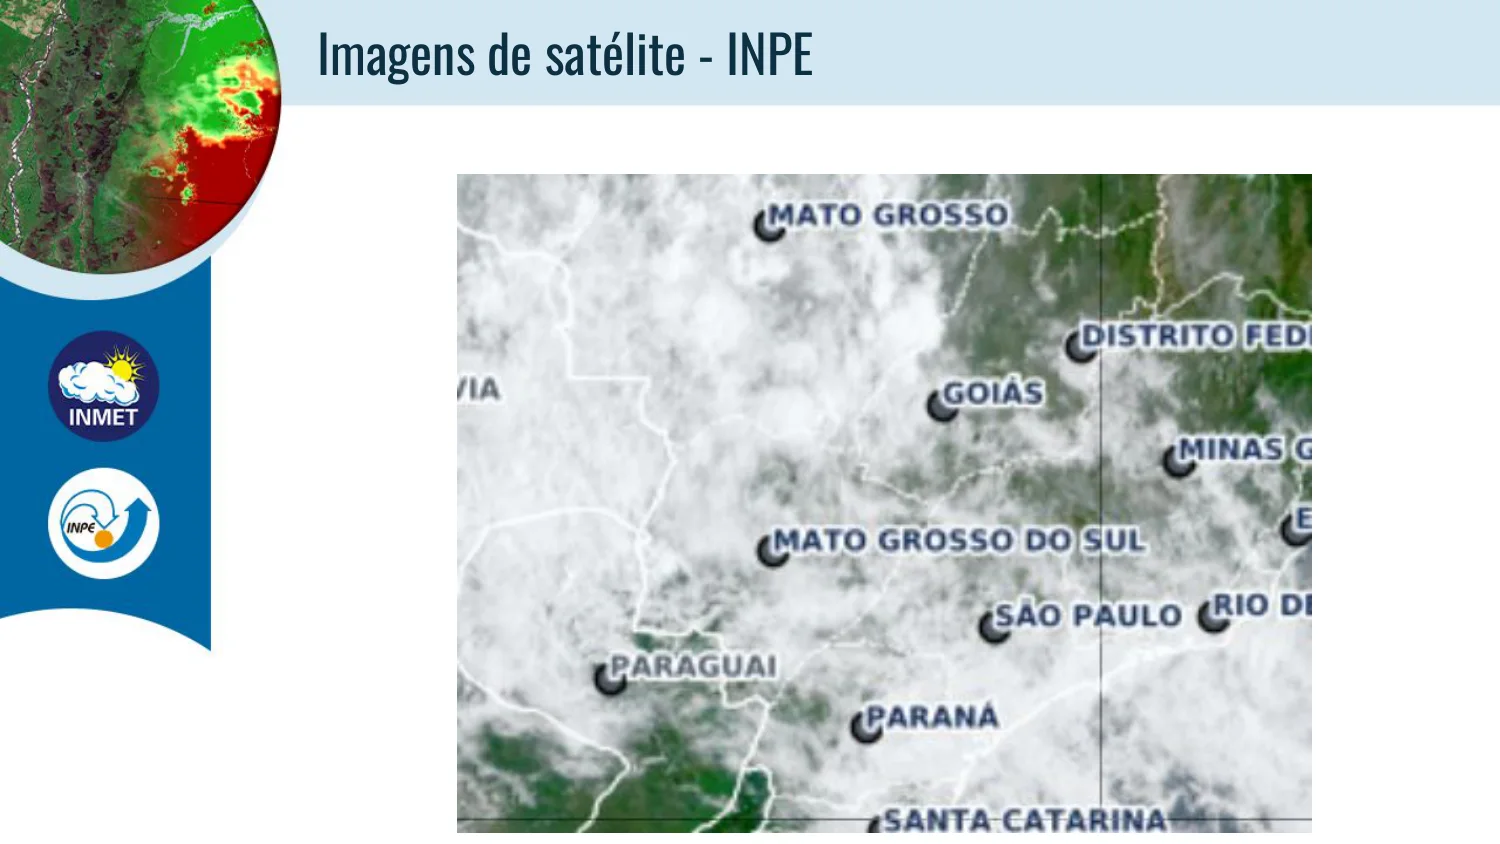 Imagens de satélite - INPE
MATO GROSSO
DISTRITO FED
VIA
GOIÁS
INMET
MINAS G
E
INPE
MATO GROSSO DO SUL
RIO DE
SÃO PAULO
PARAGUAI
PARANÁ
SANTA CATARINA